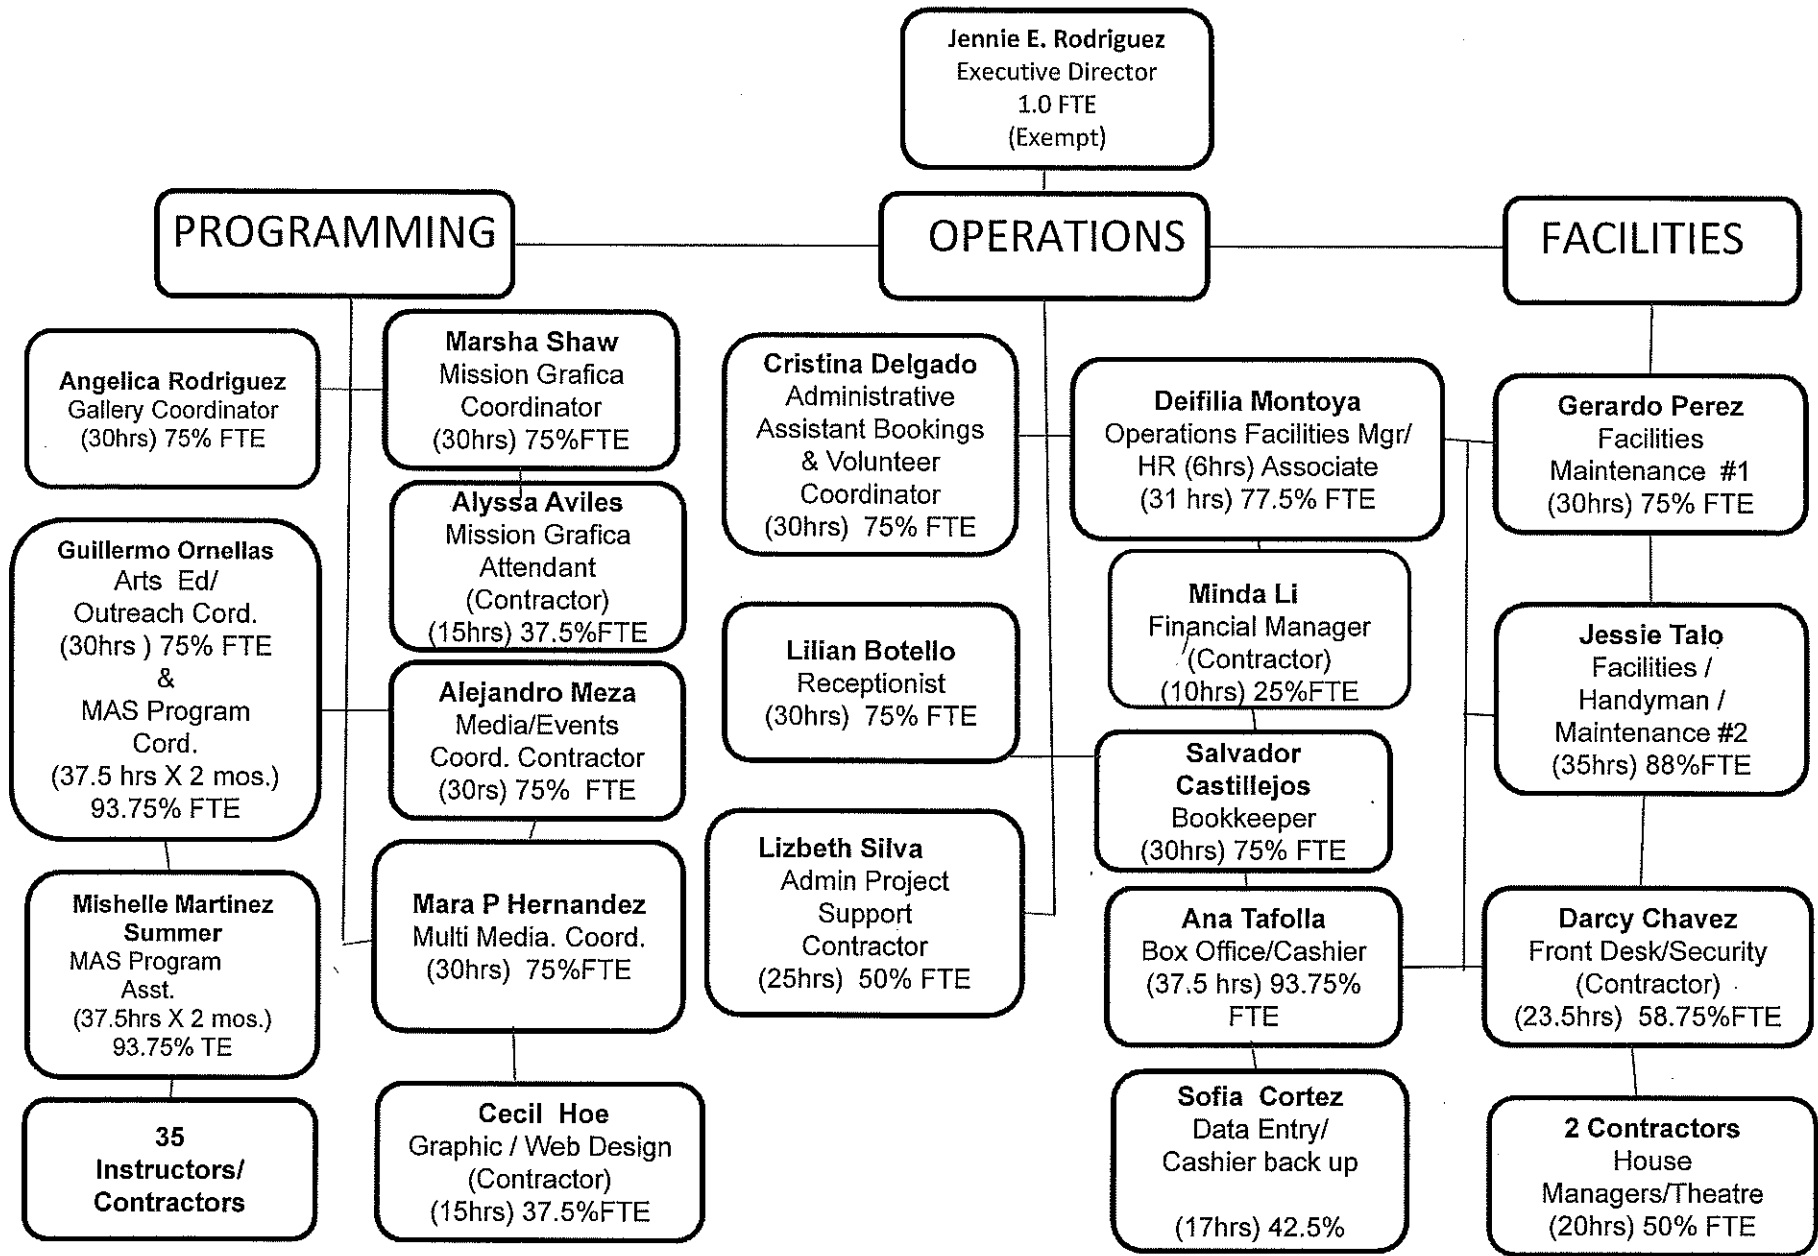 Jennie E. Rodriguez
Executive Director
1.0 FTE
(Exempt)
PROGRAMMING
OPERATIONS
FACILITIES
Angelica Rodriguez
Gallery Coordinator
(30hrs) 75% FTE
Marsha Shaw
Mission Grafica
Coordinator
(30hrs) 75%FTE
Alyssa Aviles
Mission Grafica
Attendant
(Contractor)
(15hrs) 37.5%FTE
Guillermo Ornellas
Arts Ed/
Outreach Cord.
(30hrs ) 75% FTE
&
MAS Program
Cord.
(37.5 hrs X 2 mos.)
93.75% FTE
Alejandro Meza
Media/Events
Coord. Contractor
(30rs) 75% FTE
Mishelle Martinez
Summer
MAS Program
Asst.
(37.5hrs X 2 mos.)
93.75% TE
Mara P Hernandez
Multi Media. Coord.
(30hrs) 75%FTE
35
Instructors/
Contractors
Cecil Hoe
Graphic / Web Design
(Contractor)
(15hrs) 37.5%FTE
Cristina Delgado
Administrative
Assistant Bookings
& Volunteer
Coordinator
(30hrs) 75% FTE
Deifilia Montoya
Operations Facilities Mgr/
HR (6hrs) Associate
(31 hrs) 77.5% FTE
Minda Li
Financial Manager
(Contractor)
(10hrs) 25%FTE
Lilian Botello
Receptionist
(30hrs) 75% FTE
Salvador
Castillejos
Bookkeeper
(30hrs) 75% FTE
Lizbeth Silva
Admin Project
Support
Contractor
(25hrs) 50% FTE
Ana Tafolla
Box Office/Cashier
(37.5 hrs) 93.75%
FTE
Sofia Cortez
Data Entry/
Cashier back up
(17hrs) 42.5%
Gerardo Perez
Facilities
Maintenance #1
(30hrs) 75% FTE
Jessie Talo
Facilities /
Handyman /
Maintenance #2
(35hrs) 88%FTE
Darcy Chavez
Front Desk/Security
(Contractor)
(23.5hrs) 58.75%FTE
2 Contractors
House
Managers/Theatre
(20hrs) 50% FTE